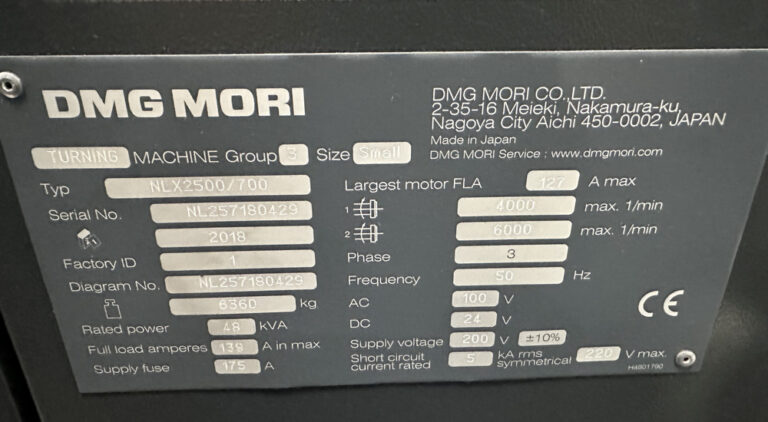 DMG MORI
DMG MORI CO., LTD.
2-35-16 Meieki, Nakamura-ku,
Nagoya City Aichi 450-0002, JAPAN
Made in Japan
DMG MORI Service : www.dmgmori.com
TURNING MACHINE Group 3 Size Small
Typ NLX2500/700
Serial No. NL257180429
2018
Factory ID 1
Diagram No. NL257180429
6360 kg
Rated power 48 kVA
Full load amperes 139 A in max
Supply fuse 175 A
Largest motor FLA 127 A max
1 4000 max. 1/min
2 6000 max. 1/min
Phase 3
Frequency 50 Hz
AC 100 V
DC 24 V
Supply voltage 200 V ±10%
Short circuit current rated 5 kA rms symmetrical 220 V max.
CE
H4801790